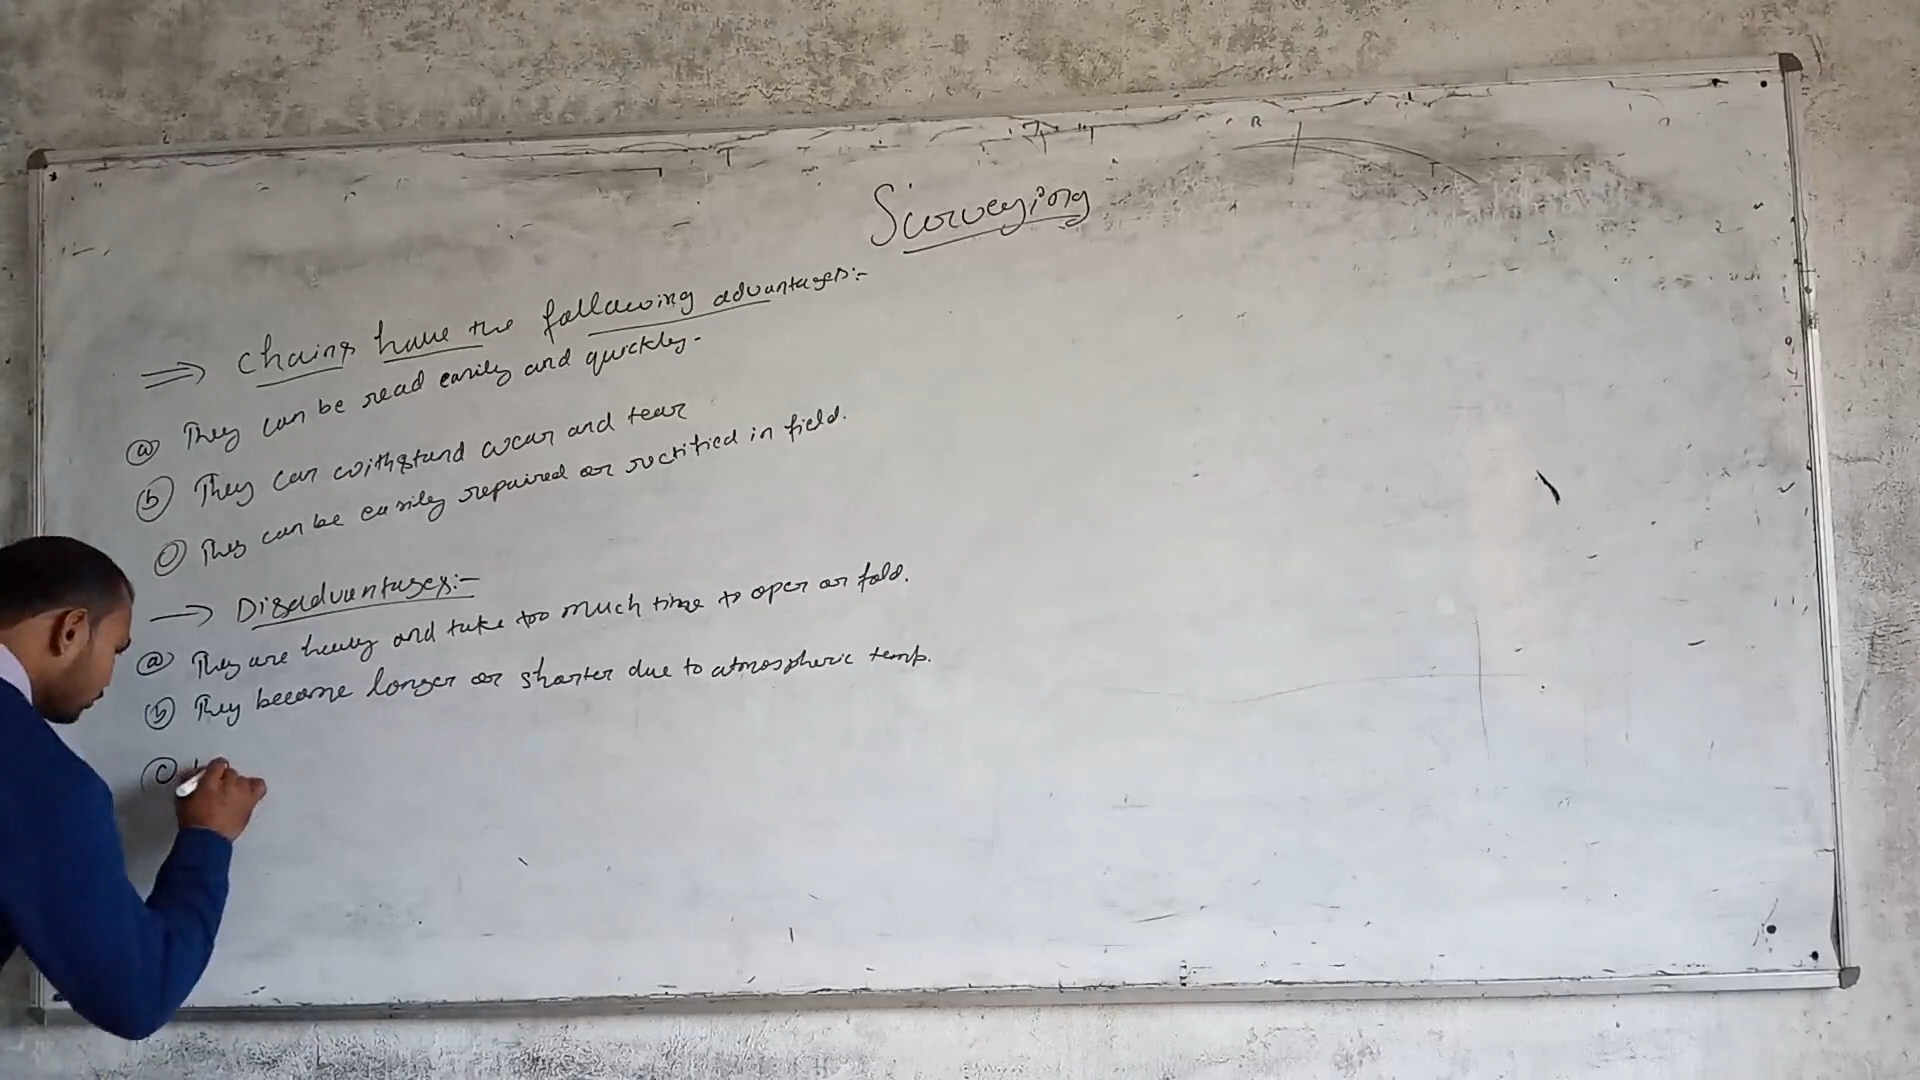 Surveying
⇒ Chains have the following advantages:-
(a) They can be read easily and quickly.
(b) They can withstand wear and tear
(c) They can be easily repaired or rectified in field.
→ Disadvantages:-
(a) They are heavy and take too much time to open or fold.
(b) They become longer or shorter due to atmospheric temp.
(c)